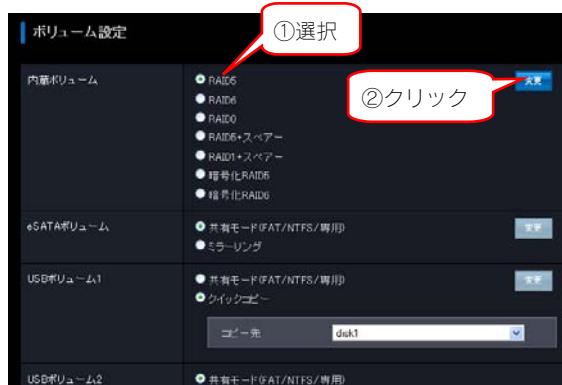 ボリューム設定
①選択
内蔵ボリューム
RAID5
変更
②クリック
RAID6
RAID0
RAID5+スペアー
RAID1+スペアー
暗号化RAID5
暗号化RAID6
eSATAボリューム
共有モード(FAT/NTFS/専用)
変更
ミラーリング
USBボリューム1
共有モード(FAT/NTFS/専用)
変更
クイックコピー
コピー先
disk1
USBボリューム2
共有モード(FAT/NTFS/専用)